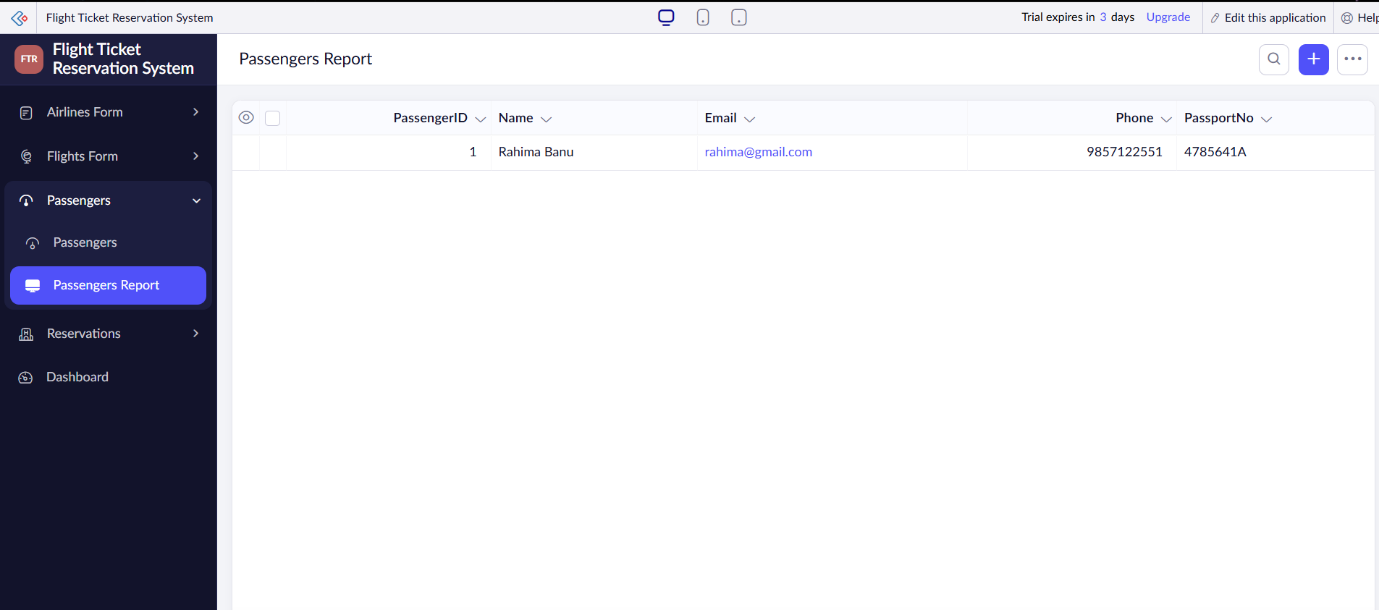 Flight Ticket Reservation System
Trial expires in 3 days Upgrade Edit this application Help
FTR
Flight Ticket
Reservation System
Passengers Report
Airlines Form
Flights Form
Passengers
Passengers
Passengers Report
Reservations
Dashboard
PassengerID Name Email Phone PassportNo
1 Rahima Banu rahima@gmail.com 9857122551 4785641A